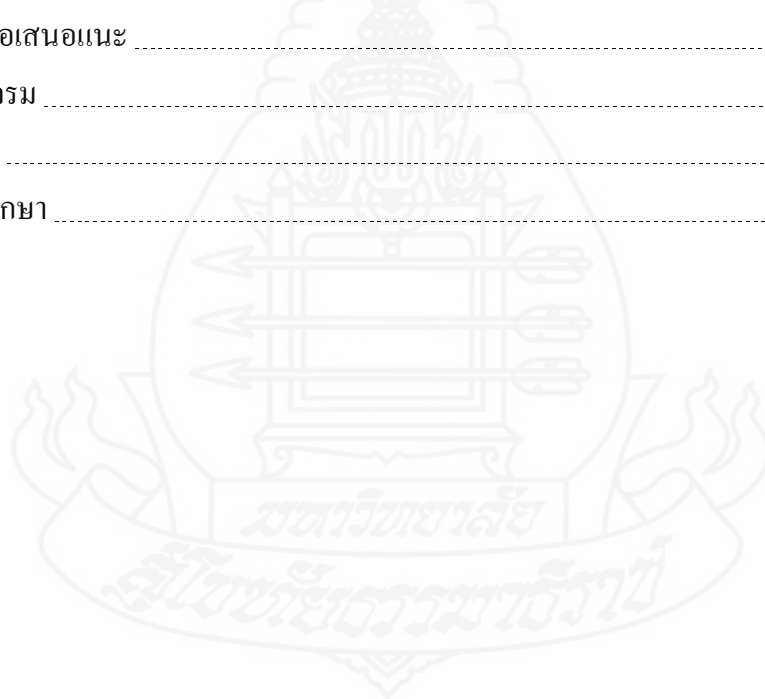 อเสนอแนะ
รม
กษา
มหาวิทยาลัย
สุโขทัยธรรมาธิราช